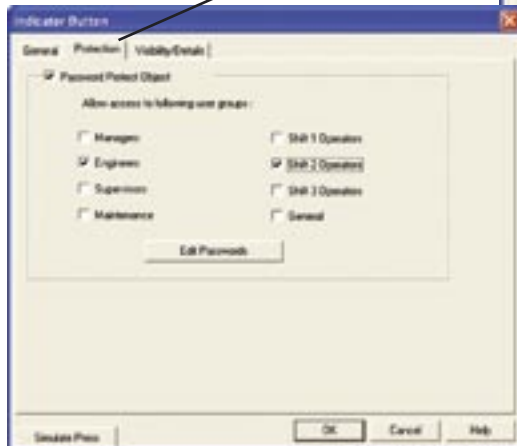 Indicator Button
General Protection Visibility/Details
Password Protect Object
Allow access to following user groups :
Managers Shift 1 Operators
Engineers Shift 2 Operators
Supervisors Shift 3 Operators
Maintenance General
Edit Passwords
Simulate Press OK Cancel Help